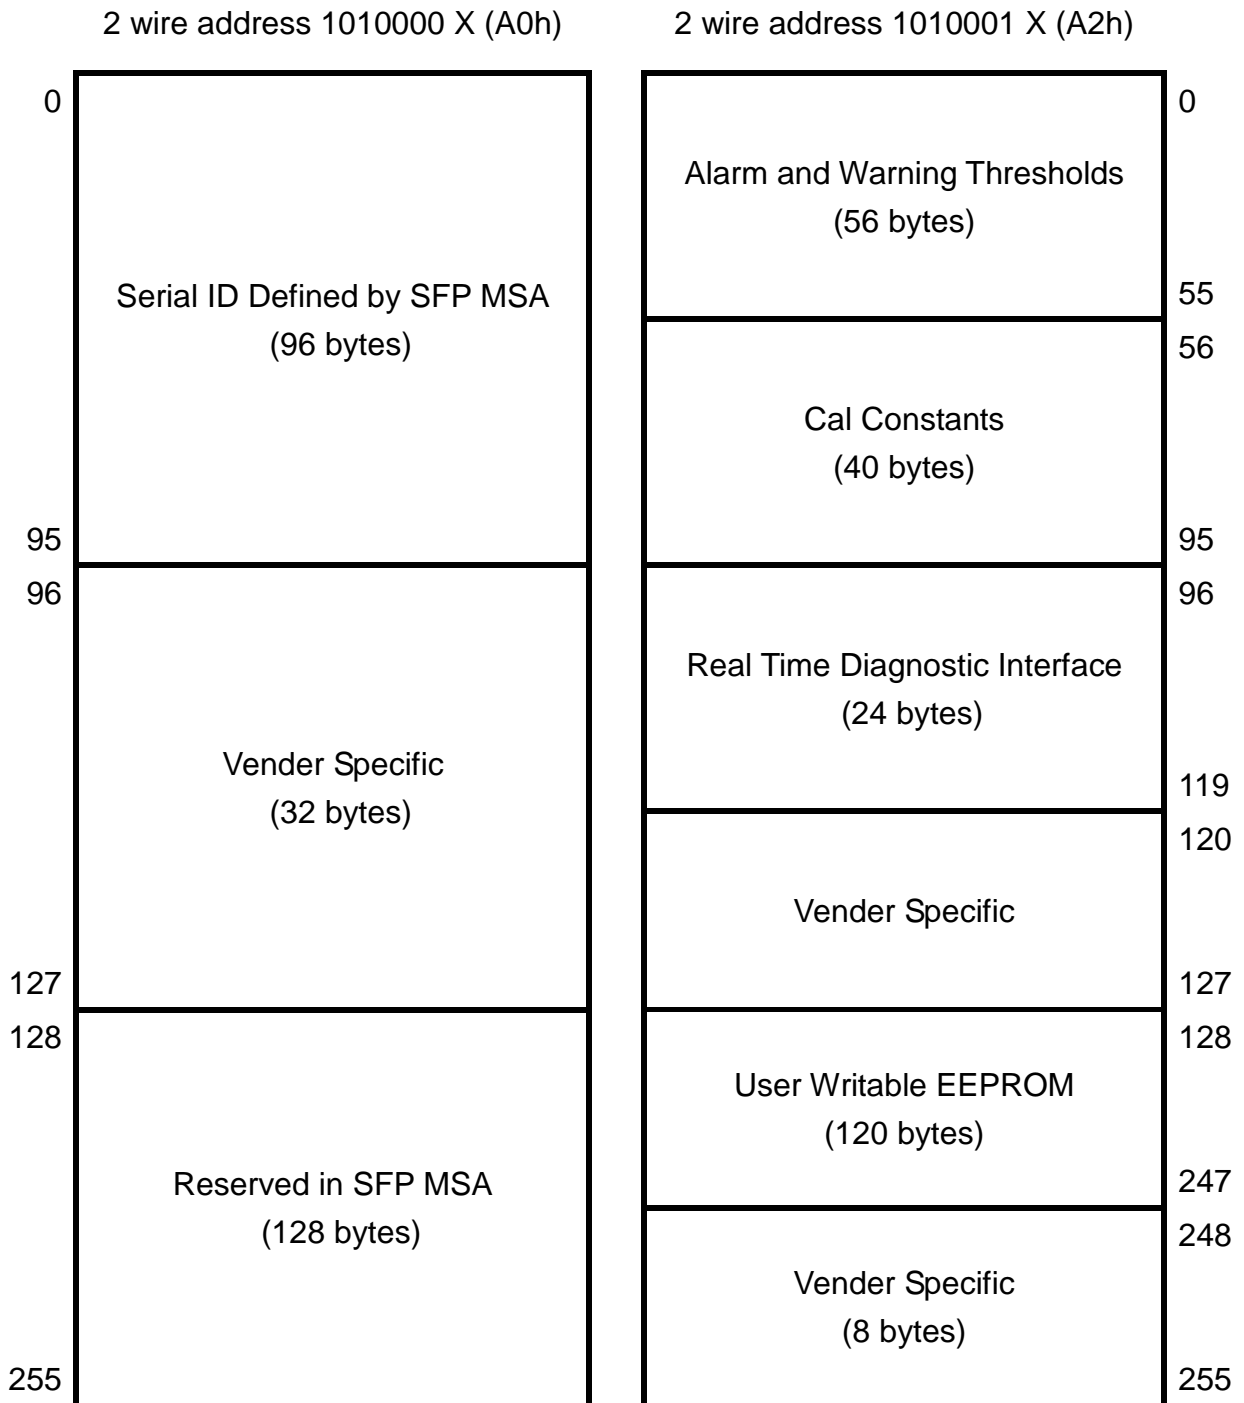 2 wire address 1010000 X (A0h)
0
Serial ID Defined by SFP MSA
(96 bytes)
95
96
Vender Specific
(32 bytes)
127
128
Reserved in SFP MSA
(128 bytes)
255
2 wire address 1010001 X (A2h)
0
Alarm and Warning Thresholds
(56 bytes)
55
56
Cal Constants
(40 bytes)
95
96
Real Time Diagnostic Interface
(24 bytes)
119
120
Vender Specific
127
128
User Writable EEPROM
(120 bytes)
247
248
Vender Specific
(8 bytes)
255